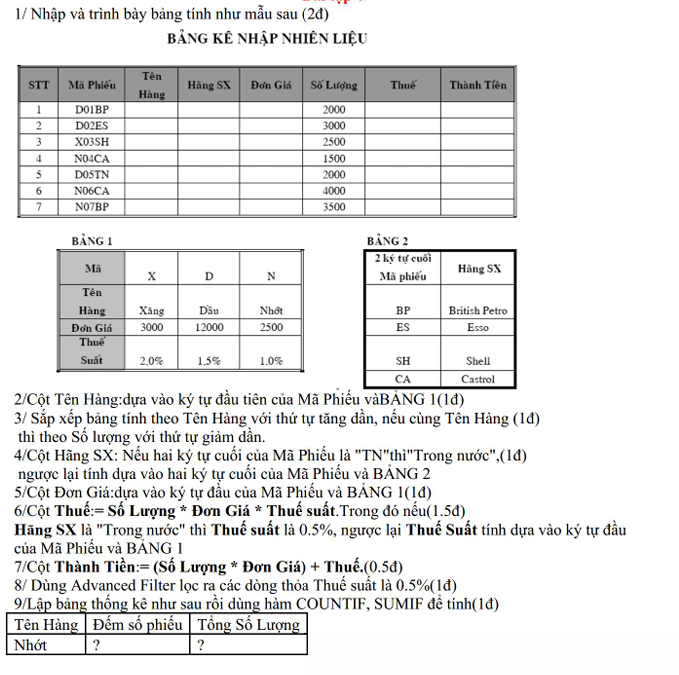 1/ Nhập và trình bày bảng tính như mẫu sau (2đ)
BẢNG KÊ NHẬP NHIÊN LIỆU
STT Mã Phiếu Tên Hàng Hãng SX Đơn Giá Số Lượng Thuế Thành Tiền
1 D01BP 2000
2 D02ES 3000
3 X03SH 2500
4 N04CA 1500
5 D05TN 2000
6 N06CA 4000
7 N07BP 3500
BẢNG 1
Mã X D N
Tên Hàng Xăng Dầu Nhớt
Đơn Giá 3000 12000 2500
Thuế Suất 2,0% 1,5% 1,0%
BẢNG 2
2 ký tự cuối Mã phiếu Hãng SX
BP British Petro
ES Esso
SH Shell
CA Castrol
2/Cột Tên Hàng:dựa vào ký tự đầu tiên của Mã Phiếu vàBẢNG 1(1đ)
3/ Sắp xếp bảng tính theo Tên Hàng với thứ tự tăng dần, nếu cùng Tên Hàng (1đ)
thì theo Số lượng với thứ tự giảm dần.
4/Cột Hãng SX: Nếu hai ký tự cuối của Mã Phiếu là "TN"thì"Trong nước",(1đ)
ngược lại tính dựa vào hai ký tự cuối của Mã Phiếu và BẢNG 2
5/Cột Đơn Giá:dựa vào ký tự đầu của Mã Phiếu và BẢNG 1(1đ)
6/Cột Thuế:= Số Lượng * Đơn Giá * Thuế suất.Trong đó nếu(1.5đ)
Hãng SX là "Trong nước" thì Thuế suất là 0.5%, ngược lại Thuế Suất tính dựa vào ký tự đầu
của Mã Phiếu và BẢNG 1
7/Cột Thành Tiền:= (Số Lượng * Đơn Giá) + Thuế.(0.5đ)
8/ Dùng Advanced Filter lọc ra các dòng thỏa Thuế suất là 0.5%(1đ)
9/Lập bảng thống kê như sau rồi dùng hàm COUNTIF, SUMIF để tính(1đ)
Tên Hàng Đếm số phiếu Tổng Số Lượng
Nhớt ? ?